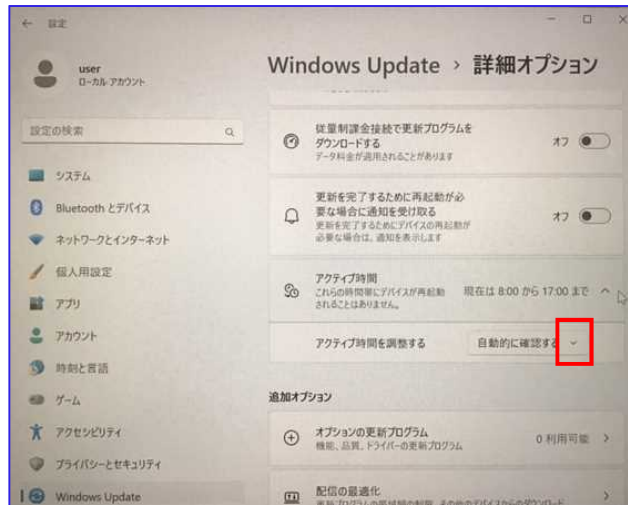 設定
user
ローカル アカウント
設定の検索
システム
Bluetooth とデバイス
ネットワークとインターネット
個人用設定
アプリ
アカウント
時刻と言語
ゲーム
アクセシビリティ
プライバシーとセキュリティ
Windows Update
Windows Update › 詳細オプション
従量制課金接続で更新プログラムを
ダウンロードする
データ料金が適用されることがあります
オフ
更新を完了するために再起動が必
要な場合に通知を受け取る
更新を完了するためにデバイスの再起動が
必要な場合は、通知を表示します
オフ
アクティブ時間
これらの時間帯にデバイスが再起動
されることはありません。
現在は 8:00 から 17:00 まで
アクティブ時間を調整する
自動的に確認する
追加オプション
オプションの更新プログラム
機能、品質、ドライバーの更新プログラム
0 利用可能
配信の最適化